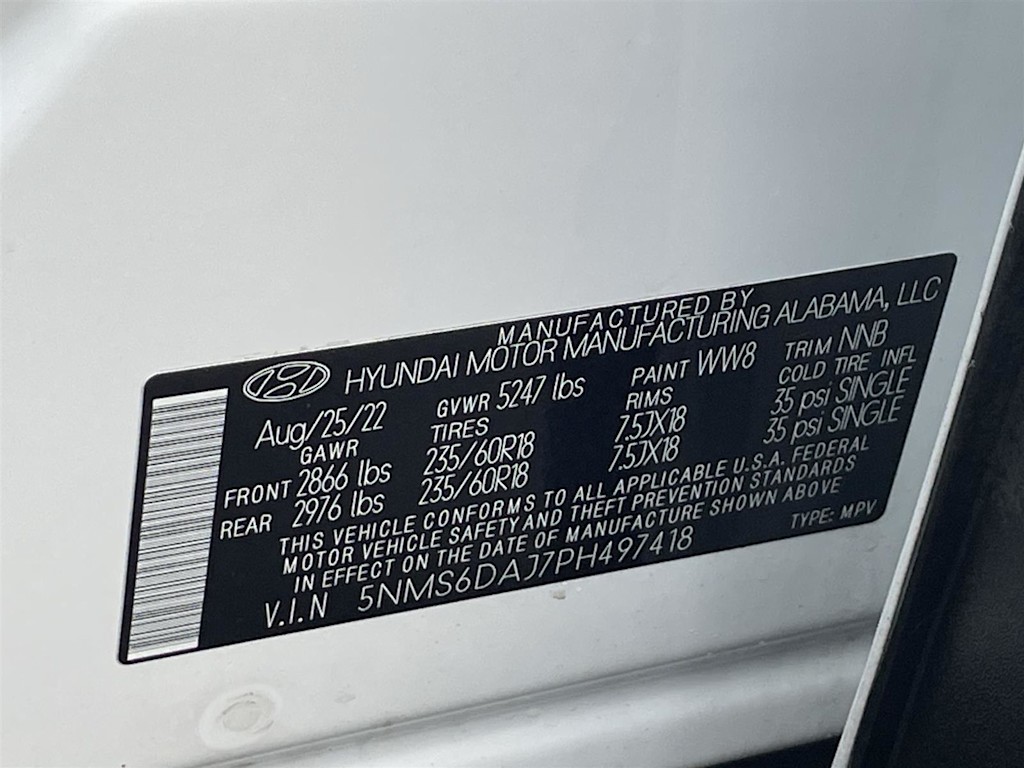 MANUFACTURED BY
HYUNDAI MOTOR MANUFACTURING ALABAMA, LLC
Aug/25/22 GVWR 5247 lbs PAINT WW8 TRIM NNB
GAWR TIRES RIMS COLD TIRE INFL
FRONT 2866 lbs 235/60R18 7.5JX18 35 psi SINGLE
REAR 2976 lbs 235/60R18 7.5JX18 35 psi SINGLE
THIS VEHICLE CONFORMS TO ALL APPLICABLE U.S.A. FEDERAL
MOTOR VEHICLE SAFETY AND THEFT PREVENTION STANDARDS
IN EFFECT ON THE DATE OF MANUFACTURE SHOWN ABOVE
V.I.N 5NMS6DAJ7PH497418 TYPE: MPV